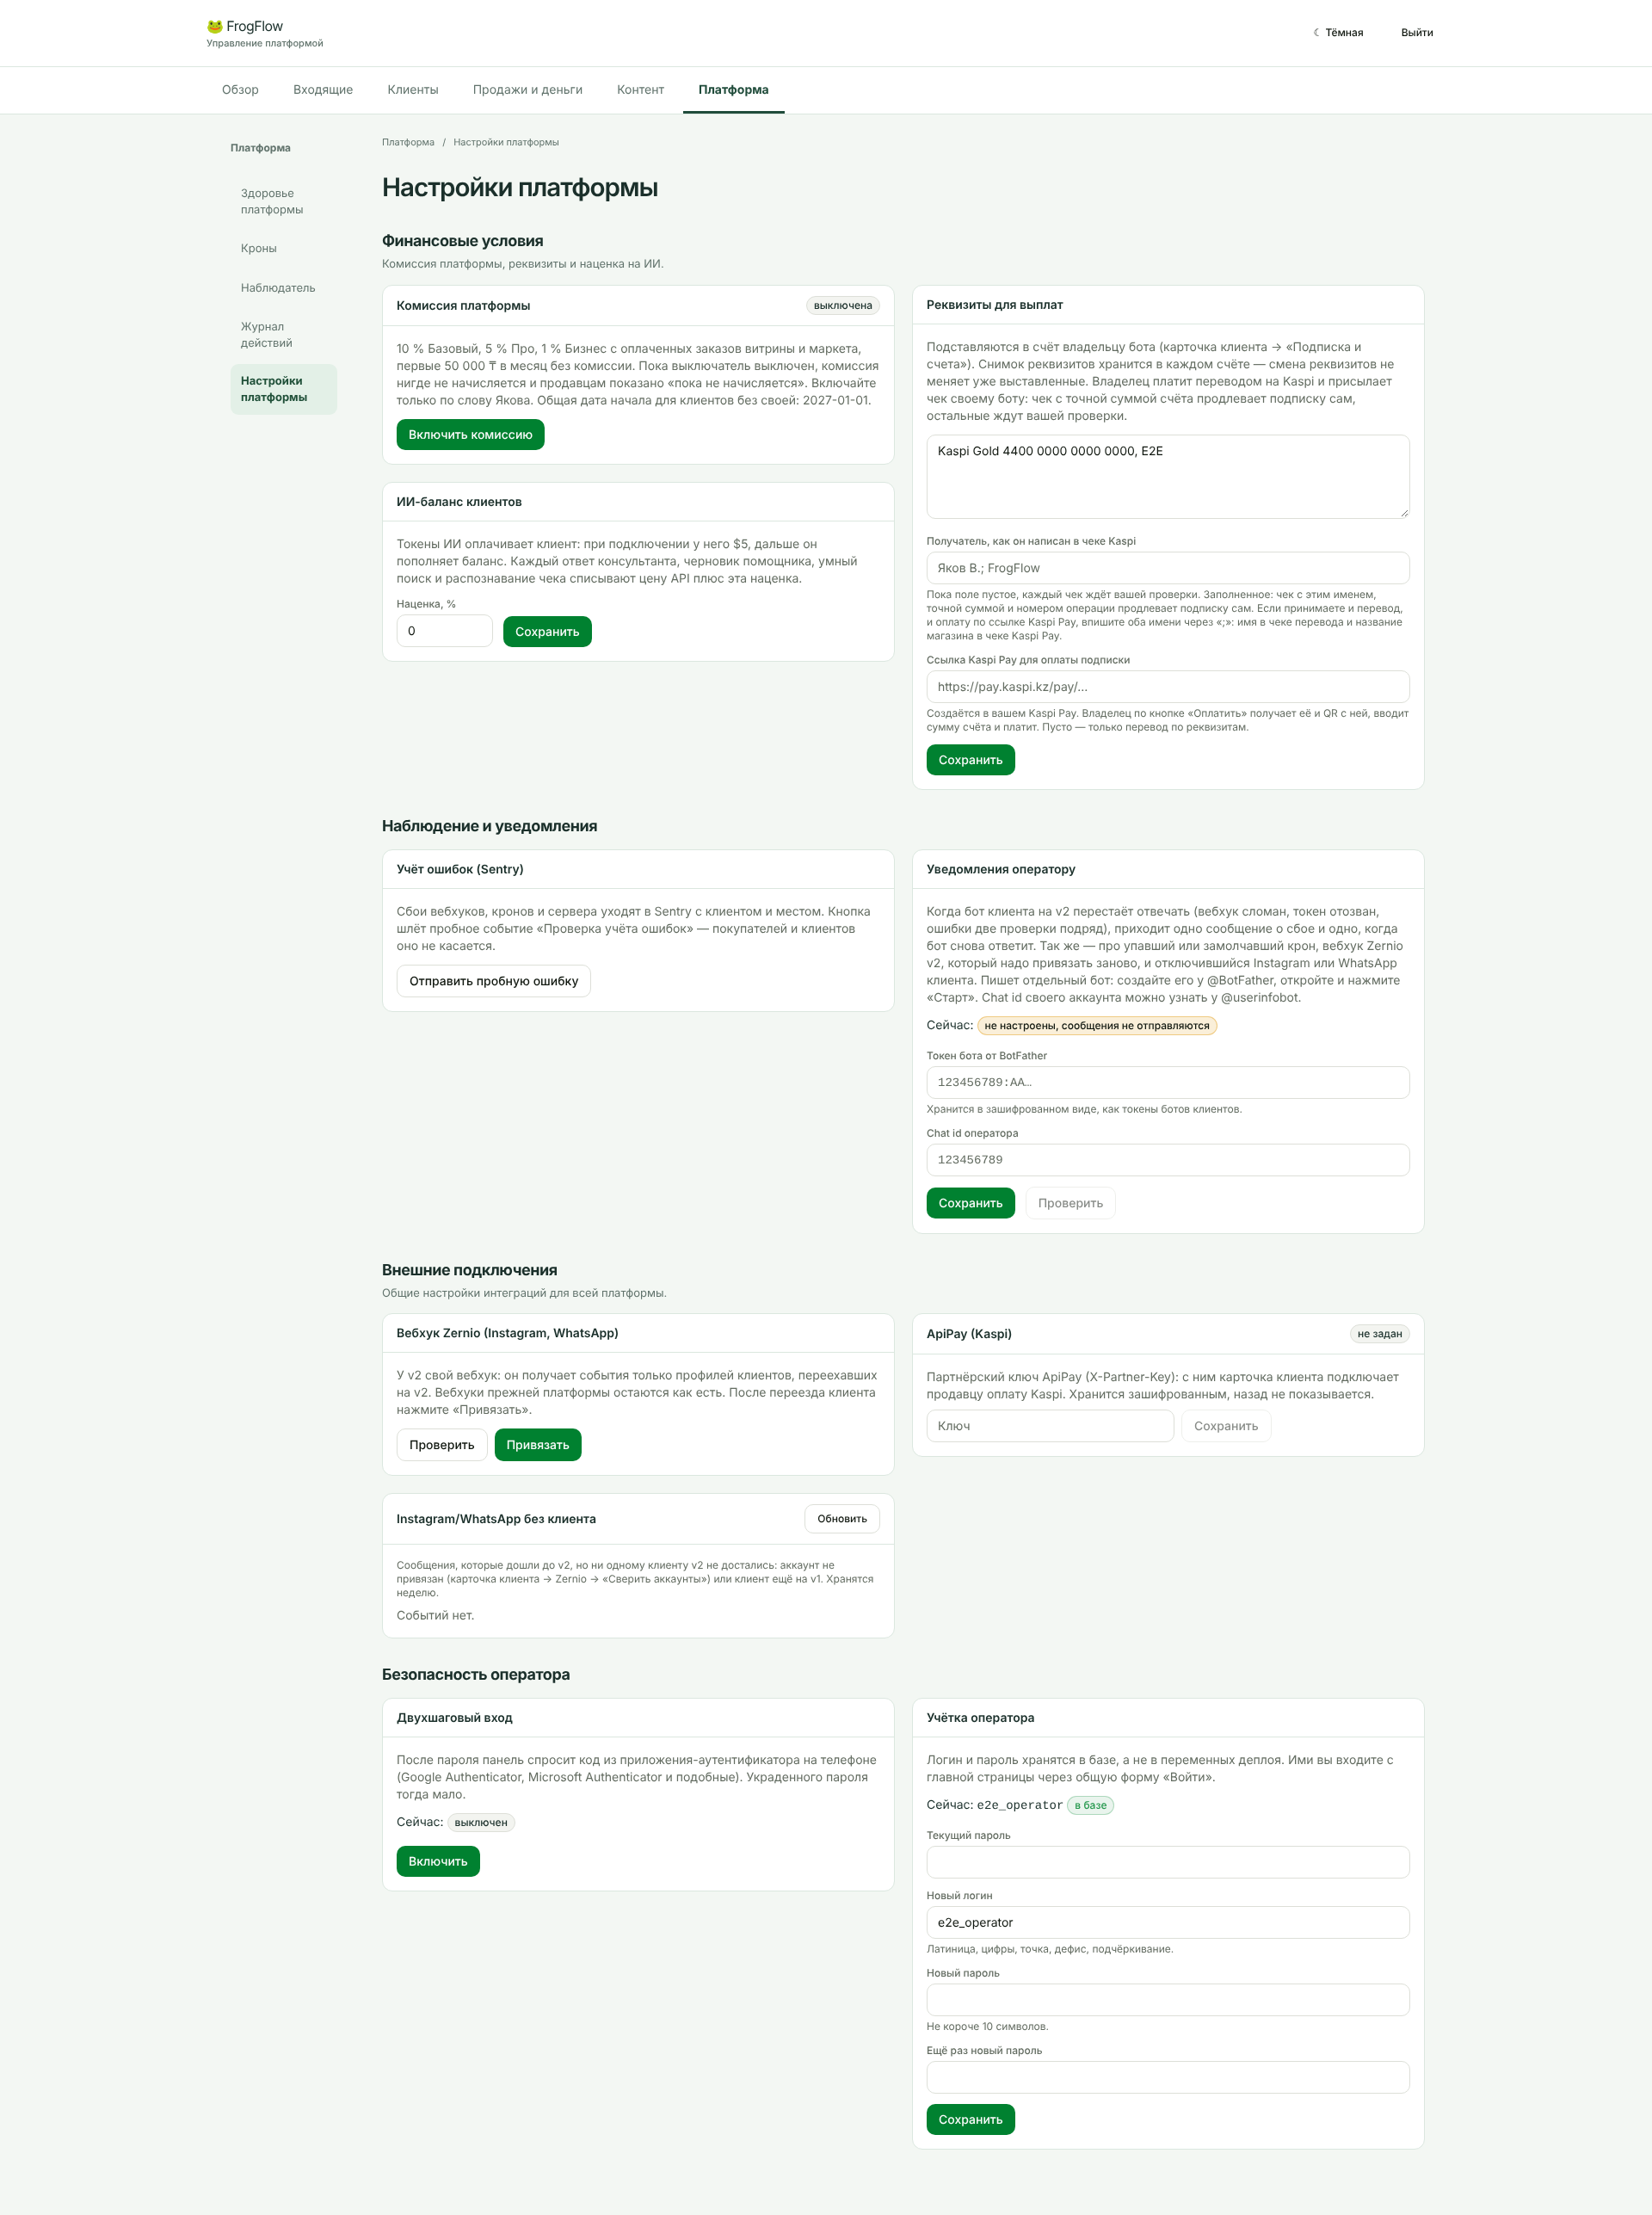 🐸 FrogFlow
Управление платформой
☾ Тёмная
Выйти
Обзор
Входящие
Клиенты
Продажи и деньги
Контент
Платформа
Платформа
Здоровье
платформы
Кроны
Наблюдатель
Журнал
действий
Настройки
платформы
Платформа / Настройки платформы
Настройки платформы
Финансовые условия
Комиссия платформы, реквизиты и наценка на ИИ.
Комиссия платформы
выключена
10 % Базовый, 5 % Про, 1 % Бизнес с оплаченных заказов витрины и маркета,
первые 50 000 ₸ в месяц без комиссии. Пока выключатель выключен, комиссия
нигде не начисляется и продавцам показано «пока не начисляется». Включайте
только по слову Якова. Общая дата начала для клиентов без своей: 2027-01-01.
Включить комиссию
ИИ-баланс клиентов
Токены ИИ оплачивает клиент: при подключении у него $5, дальше он
пополняет баланс. Каждый ответ консультанта, черновик помощника, умный
поиск и распознавание чека списывают цену API плюс эта наценка.
Наценка, %
0
Сохранить
Реквизиты для выплат
Подставляются в счёт владельцу бота (карточка клиента → «Подписка и
счета»). Снимок реквизитов хранится в каждом счёте — смена реквизитов не
меняет уже выставленные. Владелец платит переводом на Kaspi и присылает
чек своему боту: чек с точной суммой счёта продлевает подписку сам,
остальные ждут вашей проверки.
Kaspi Gold 4400 0000 0000 0000, E2E
Получатель, как он написан в чеке Kaspi
Яков В.; FrogFlow
Пока поле пустое, каждый чек ждёт вашей проверки. Заполненное: чек с этим именем,
точной суммой и номером операции продлевает подписку сам. Если принимаете и перевод,
и оплату по ссылке Kaspi Pay, впишите оба имени через «;»: имя в чеке перевода и название
магазина в чеке Kaspi Pay.
Ссылка Kaspi Pay для оплаты подписки
https://pay.kaspi.kz/pay/…
Создаётся в вашем Kaspi Pay. Владелец по кнопке «Оплатить» получает её и QR с ней, вводит
сумму счёта и платит. Пусто — только перевод по реквизитам.
Сохранить
Наблюдение и уведомления
Учёт ошибок (Sentry)
Сбои вебхуков, кронов и сервера уходят в Sentry с клиентом и местом. Кнопка
шлёт пробное событие «Проверка учёта ошибок» — покупателей и клиентов
оно не касается.
Отправить пробную ошибку
Уведомления оператору
Когда бот клиента на v2 перестаёт отвечать (вебхук сломан, токен отозван,
ошибки две проверки подряд), приходит одно сообщение о сбое и одно, когда
бот снова ответит. Так же — про упавший или замолчавший крон, вебхук Zernio
v2, который надо привязать заново, и отключившийся Instagram или WhatsApp
клиента. Пишет отдельный бот: создайте его у @BotFather, откройте и нажмите
«Старт». Chat id своего аккаунта можно узнать у @userinfobot.
Сейчас: не настроены, сообщения не отправляются
Токен бота от BotFather
123456789:AA…
Хранится в зашифрованном виде, как токены ботов клиентов.
Chat id оператора
123456789
Сохранить
Проверить
Внешние подключения
Общие настройки интеграций для всей платформы.
Вебхук Zernio (Instagram, WhatsApp)
У v2 свой вебхук: он получает события только профилей клиентов, переехавших
на v2. Вебхуки прежней платформы остаются как есть. После переезда клиента
нажмите «Привязать».
Проверить
Привязать
ApiPay (Kaspi)
не задан
Партнёрский ключ ApiPay (X-Partner-Key): с ним карточка клиента подключает
продавцу оплату Kaspi. Хранится зашифрованным, назад не показывается.
Ключ
Сохранить
Instagram/WhatsApp без клиента
Обновить
Сообщения, которые дошли до v2, но ни одному клиенту v2 не достались: аккаунт не
привязан (карточка клиента → Zernio → «Сверить аккаунты») или клиент ещё на v1. Хранятся
неделю.
Событий нет.
Безопасность оператора
Двухшаговый вход
После пароля панель спросит код из приложения-аутентификатора на телефоне
(Google Authenticator, Microsoft Authenticator и подобные). Украденного пароля
тогда мало.
Сейчас: выключен
Включить
Учётка оператора
Логин и пароль хранятся в базе, а не в переменных деплоя. Ими вы входите с
главной страницы через общую форму «Войти».
Сейчас: e2e_operator в базе
Текущий пароль
Новый логин
e2e_operator
Латиница, цифры, точка, дефис, подчёркивание.
Новый пароль
Не короче 10 символов.
Ещё раз новый пароль
Сохранить